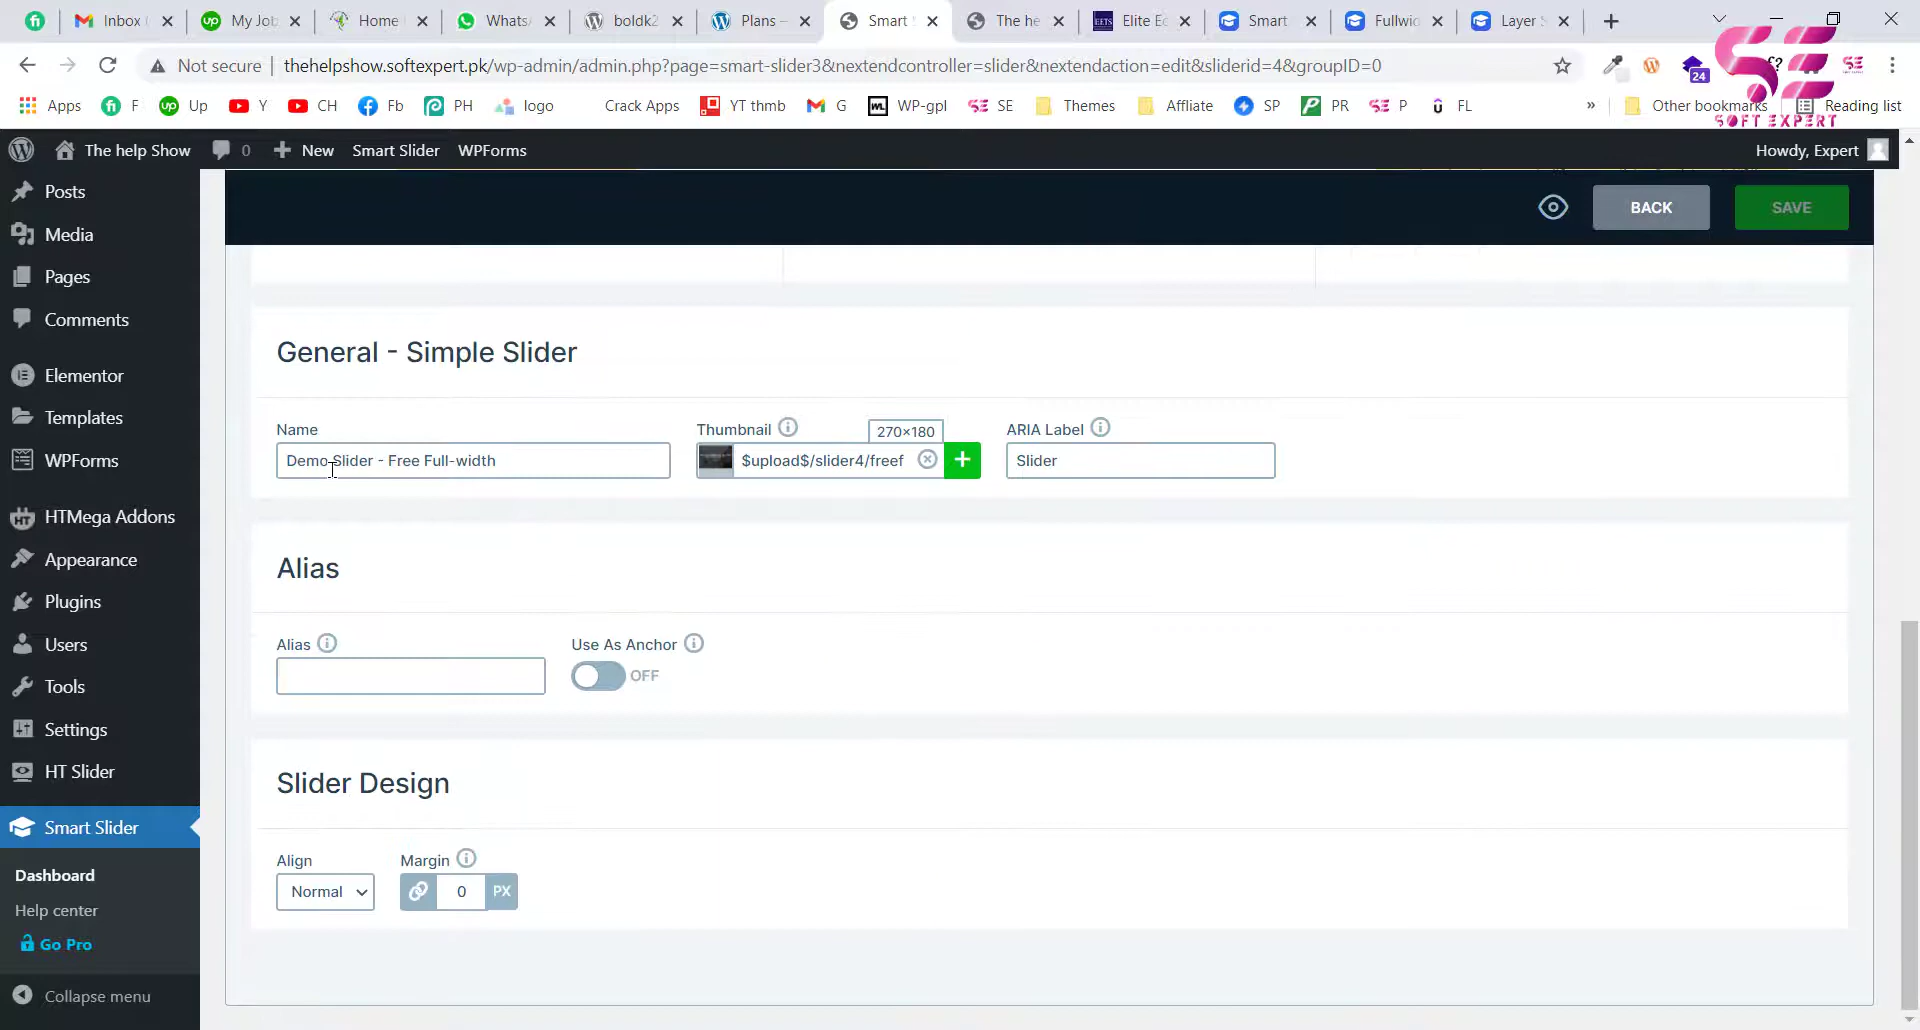 Inbox
My Job
Home
Whats
boldk2
Plans –
Smart
The he
Elite Ec
Smart
Fullwic
Layer
Not secure
thehelpshow.softexpert.pk/wp-admin/admin.php?page=smart-slider3&nextendcontroller=slider&nextendaction=edit&sliderid=4&groupID=0
24
SOFT EXPERT
Apps
F
Up
Y
CH
Fb
PH
logo
Crack Apps
YT thmb
G
WP-gpl
SE
Themes
Affliate
SP
PR
P
FL
»
Other bookmarks
Reading list
The help Show
0
New
Smart Slider
WPForms
Howdy, Expert
Posts
Media
Pages
Comments
Elementor
Templates
WPForms
HTMega Addons
Appearance
Plugins
Users
Tools
Settings
HT Slider
Smart Slider
Dashboard
Help center
Go Pro
Collapse menu
BACK
SAVE
General - Simple Slider
Name
Thumbnail
270×180
ARIA Label
Demo Slider - Free Full-width
$upload$/slider4/freef
Slider
Alias
Alias
Use As Anchor
OFF
Slider Design
Align
Margin
Normal
0
PX